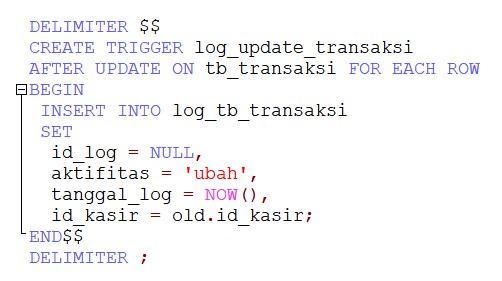 DELIMITER $$
CREATE TRIGGER log_update_transaksi
AFTER UPDATE ON tb_transaksi FOR EACH ROW
BEGIN
INSERT INTO log_tb_transaksi
SET
id_log = NULL,
aktifitas = 'ubah',
tanggal_log = NOW(),
id_kasir = old.id_kasir;
END$$
DELIMITER ;